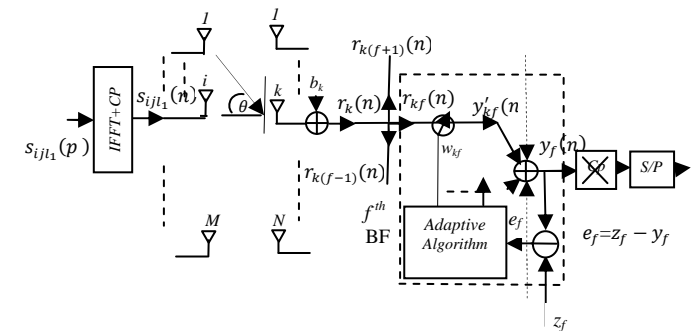 1
1
r_{k(f+1)}(n)
IFFT+CP
s_{ijl_1}(p)
s_{ijl_1}(n)
i
θ
k
b_k
r_k(n)
r_{kf}(n)
y'_{kf}(n
y_f(n)
w_{kf}
Cp
S/P
r_{k(f−1)}(n)
f^{th}
BF
M
N
Adaptive
Algorithm
e_f
e_f=z_f − y_f
z_f